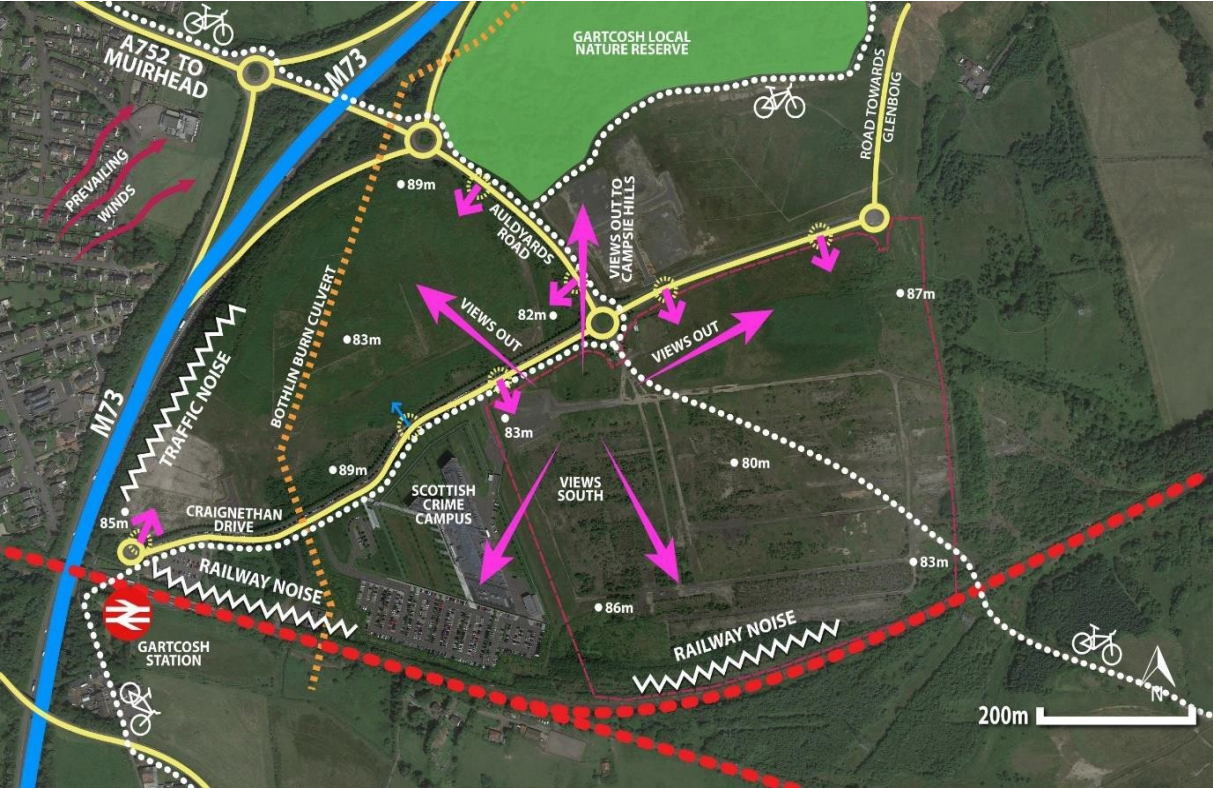 A752 TO
MUIRHEAD
M73
GARTCOSH LOCAL
NATURE RESERVE
ROAD TOWARDS
GLENBOIG
PREVAILING
WINDS
89m
AULDYARDS
ROAD
VIEWS OUT TO
CAMPSIE HILLS
87m
82m
VIEWS OUT
VIEWS OUT
83m
BOTHLIN BURN CULVERT
M73
TRAFFIC NOISE
83m
89m
80m
SCOTTISH
CRIME
CAMPUS
VIEWS
SOUTH
85m
CRAIGNETHAN
DRIVE
83m
RAILWAY NOISE
86m
RAILWAY NOISE
GARTCOSH
STATION
N
200m